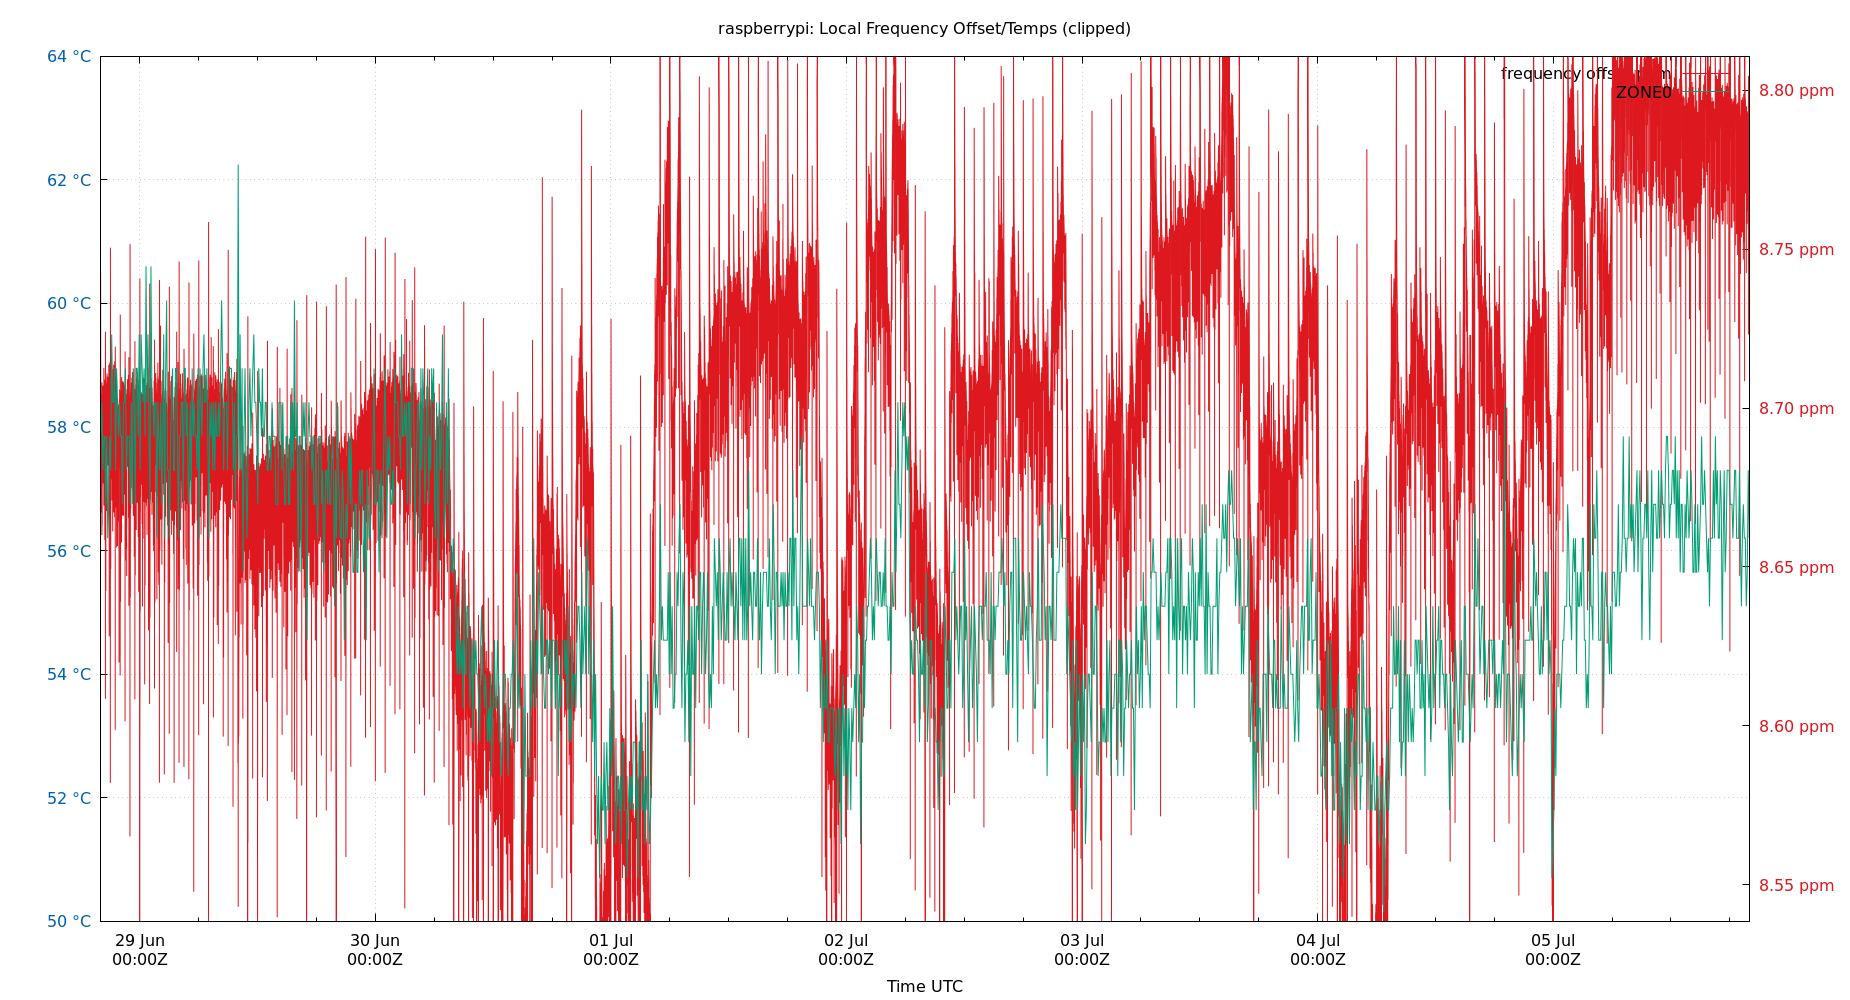 raspberrypi: Local Frequency Offset/Temps (clipped)
64 °C
62 °C
60 °C
58 °C
56 °C
54 °C
52 °C
50 °C
frequency
ZONE0
8.80 ppm
8.75 ppm
8.70 ppm
8.65 ppm
8.60 ppm
8.55 ppm
29 Jun 30 Jun 01 Jul 02 Jul 03 Jul 04 Jul 05 Jul
00:00Z 00:00Z 00:00Z 00:00Z 00:00Z 00:00Z 00:00Z
Time UTC